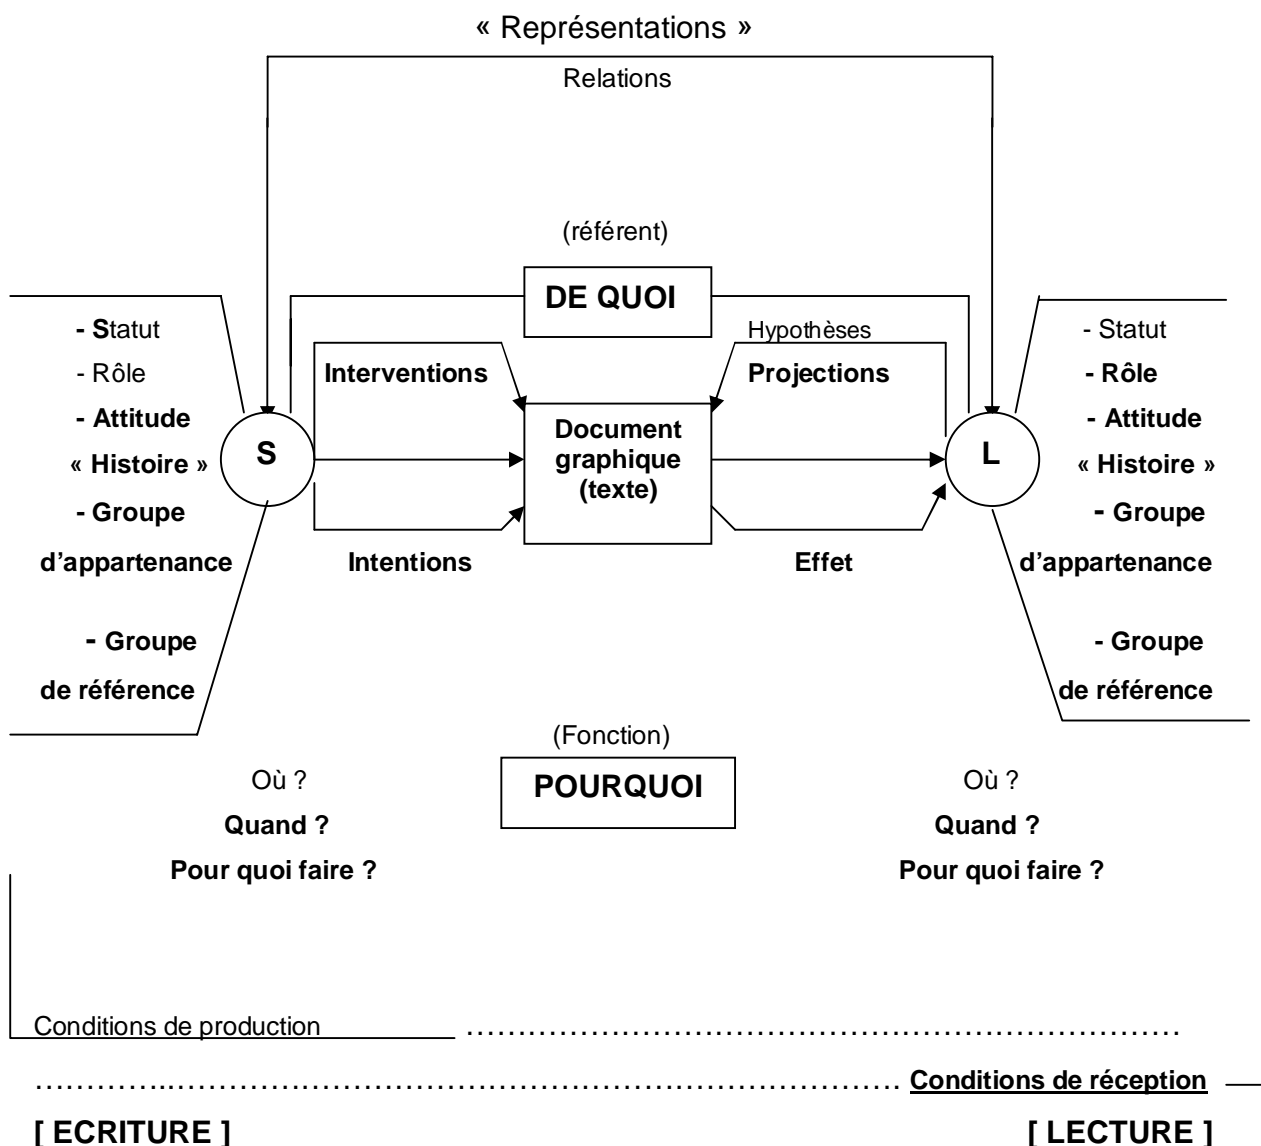 « Représentations »
Relations
(référent)
DE QUOI
- Statut
- Rôle
- Attitude
« Histoire »
- Groupe
d’appartenance
- Groupe
de référence
S
Interventions
Intentions
Document
graphique
(texte)
Hypothèses
Projections
Effet
L
- Statut
- Rôle
- Attitude
« Histoire »
- Groupe
d’appartenance
- Groupe
de référence
(Fonction)
POURQUOI
Où ?
Quand ?
Pour quoi faire ?
Où ?
Quand ?
Pour quoi faire ?
Conditions de production ……………………………………………………………………
…………………………………………………………………………… Conditions de réception
[ ECRITURE ]
[ LECTURE ]